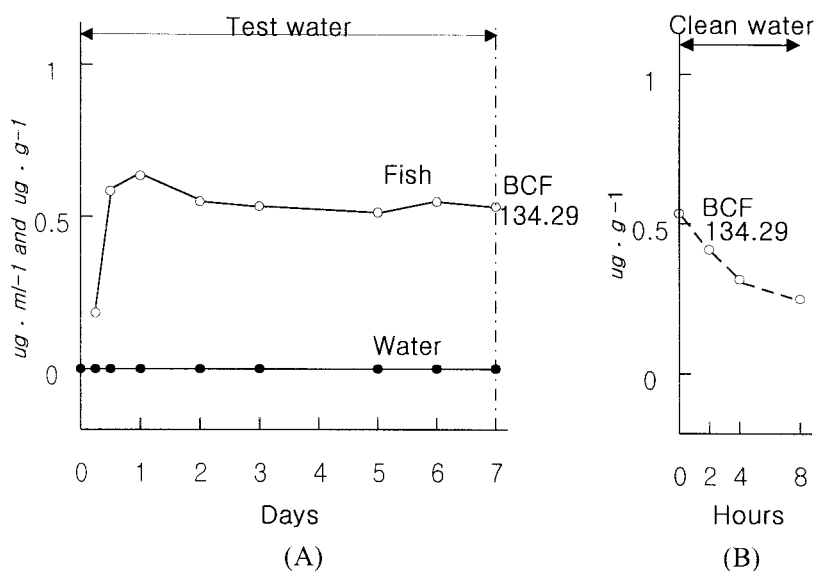 Test water
1
0.5
0
ug · ml-1 and ug · g-1
Fish
BCF
134.29
Water
0 1 2 3 4 5 6 7
Days
(A)
Clean water
1
0.5
0
ug · g-1
BCF
134.29
0 2 4 8
Hours
(B)